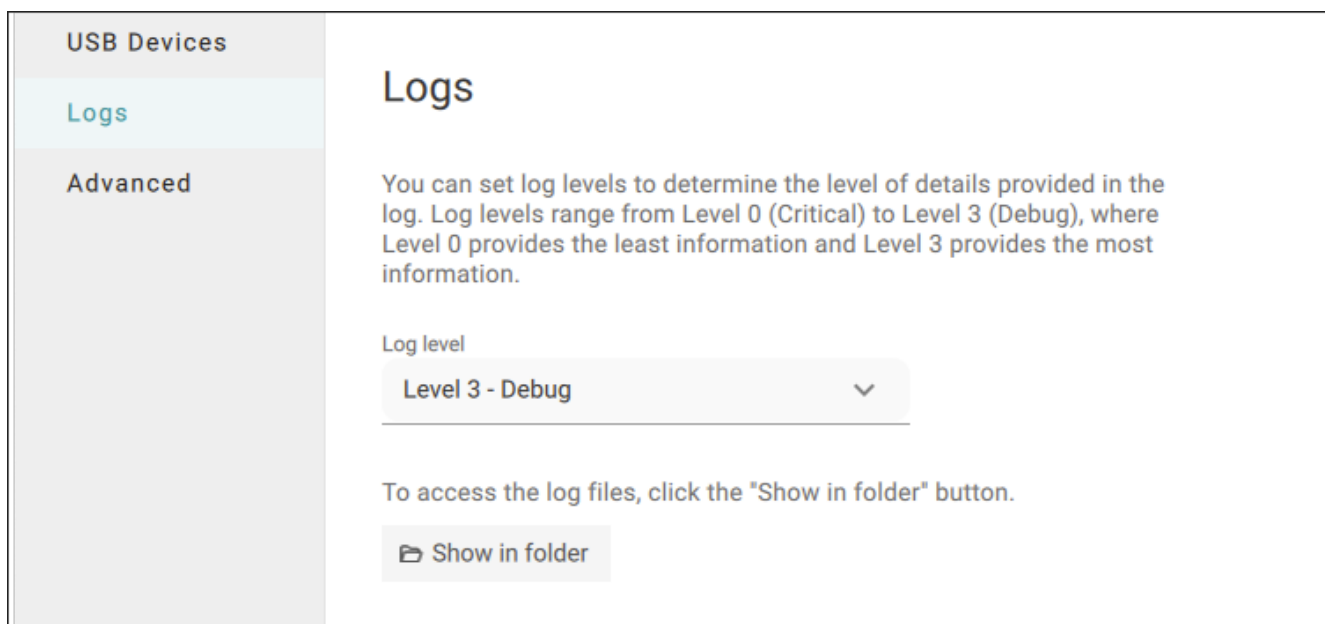 USB Devices
Logs
Advanced
Logs
You can set log levels to determine the level of details provided in the
log. Log levels range from Level 0 (Critical) to Level 3 (Debug), where
Level 0 provides the least information and Level 3 provides the most
information.
Log level
Level 3 - Debug
To access the log files, click the "Show in folder" button.
Show in folder